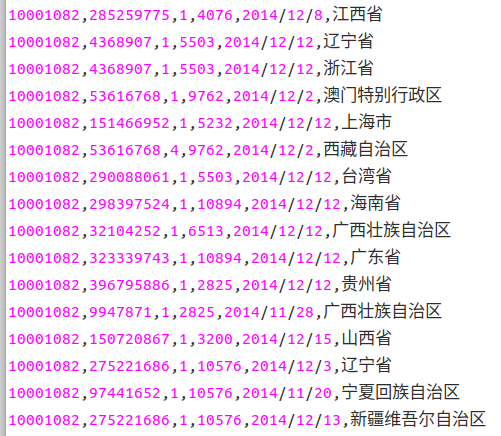 10001082,285259775,1,4076,2014/12/8,江西省
10001082,4368907,1,5503,2014/12/12,辽宁省
10001082,4368907,1,5503,2014/12/12,浙江省
10001082,53616768,1,9762,2014/12/2,澳门特别行政区
10001082,151466952,1,5232,2014/12/12,上海市
10001082,53616768,4,9762,2014/12/2,西藏自治区
10001082,290088061,1,5503,2014/12/12,台湾省
10001082,298397524,1,10894,2014/12/12,海南省
10001082,32104252,1,6513,2014/12/12,广西壮族自治区
10001082,323339743,1,10894,2014/12/12,广东省
10001082,396795886,1,2825,2014/12/12,贵州省
10001082,9947871,1,2825,2014/11/28,广西壮族自治区
10001082,150720867,1,3200,2014/12/15,山西省
10001082,275221686,1,10576,2014/12/3,辽宁省
10001082,97441652,1,10576,2014/11/20,宁夏回族自治区
10001082,275221686,1,10576,2014/12/13,新疆维吾尔自治区